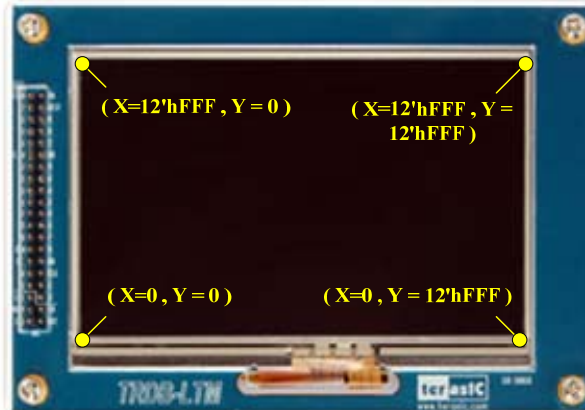 ( X=12'hFFF , Y = 0 )
( X=12'hFFF , Y =
12'hFFF )
( X=0 , Y = 0 )
( X=0 , Y = 12'hFFF )
TRDB-LTM
terasIC